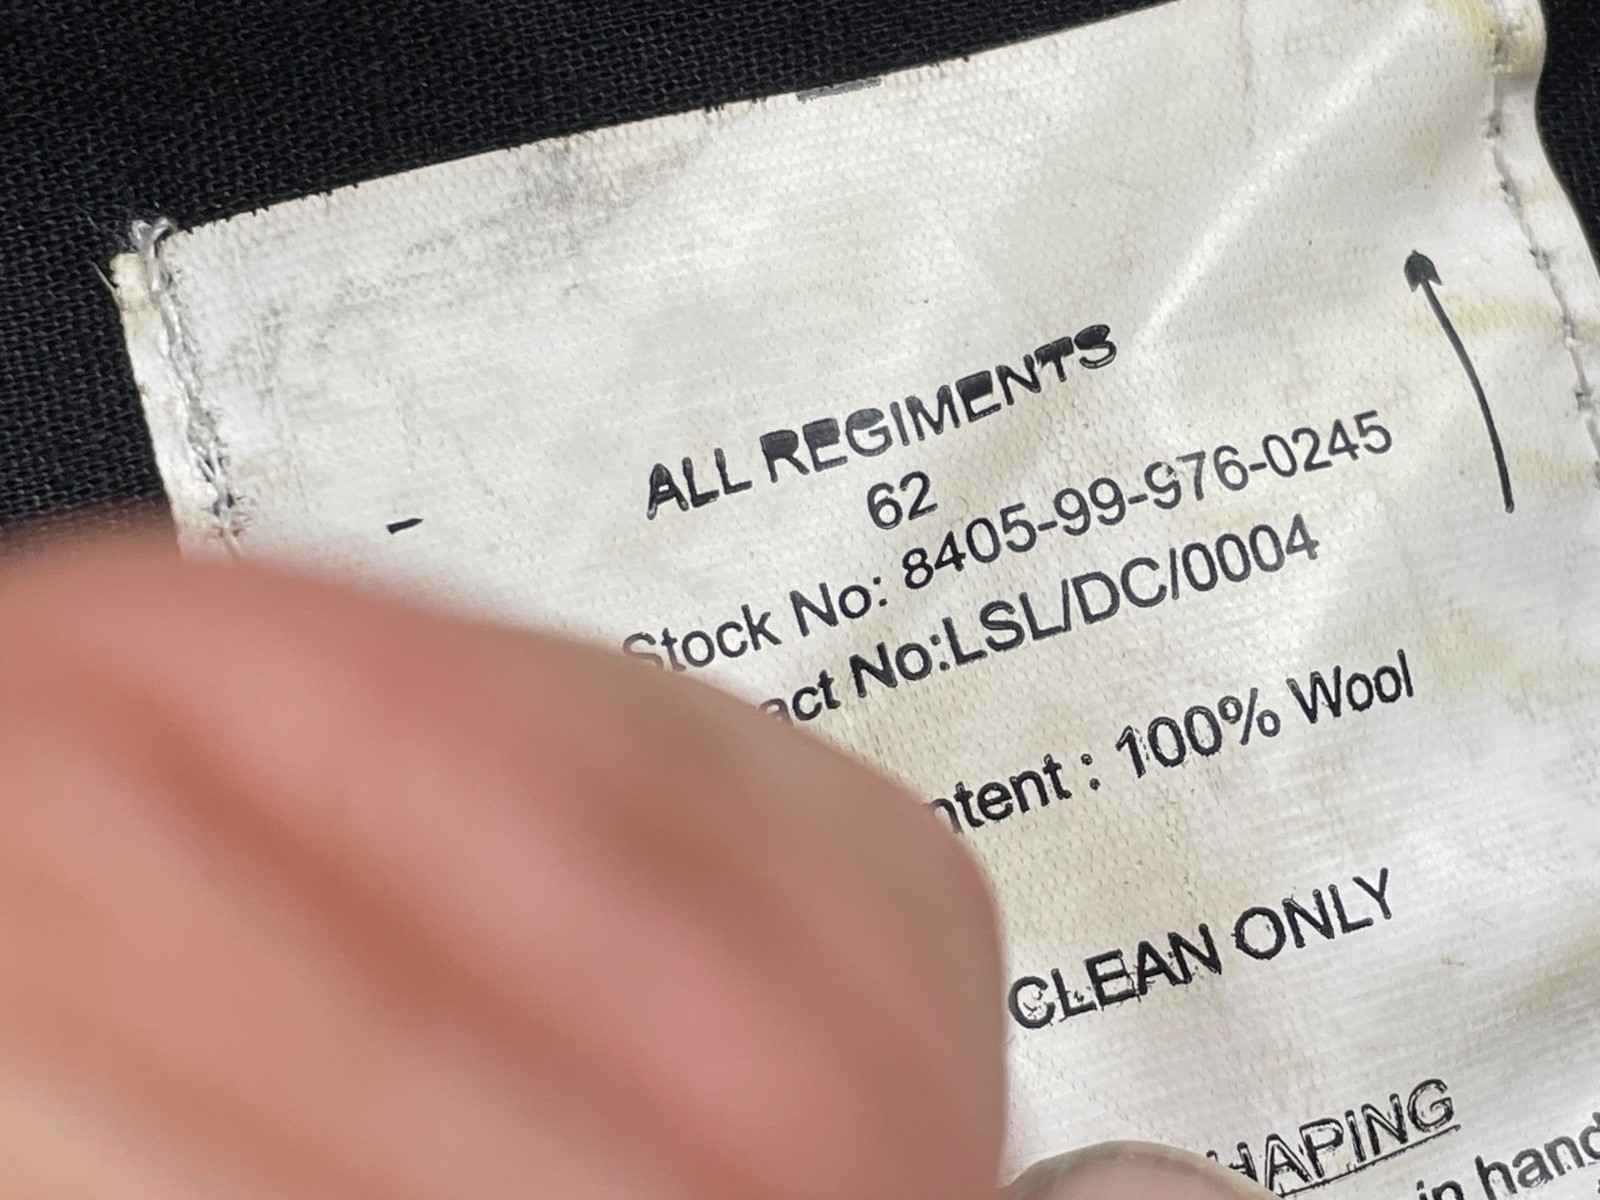 ALL REGIMENTS
62
Stock No: 8405-99-976-0245
act No:LSL/DC/0004
ntent : 100% Wool
CLEAN ONLY
HAPING
in hand